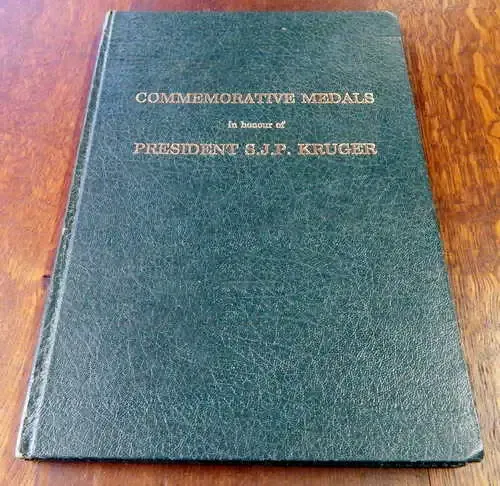 COMMEMORATIVE MEDALS
in honour of
PRESIDENT S.J.P. KRUGER